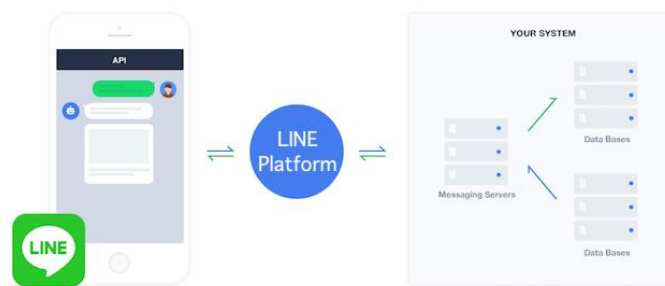 API
LINE
LINE
Platform
YOUR SYSTEM
Messaging Servers
Data Bases
Data Bases